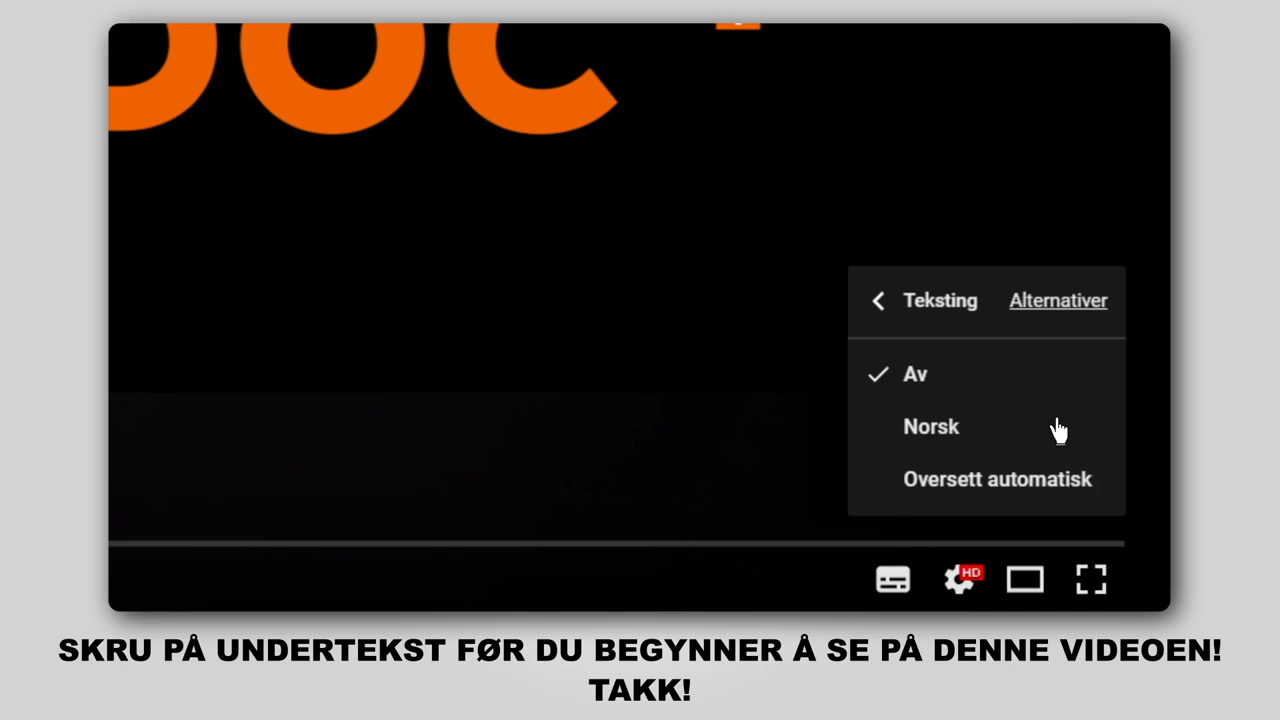 Teksting Alternativer
Av
Norsk
Oversett automatisk
HD
SKRU PÅ UNDERTEKST FØR DU BEGYNNER Å SE PÅ DENNE VIDEOEN!
TAKK!